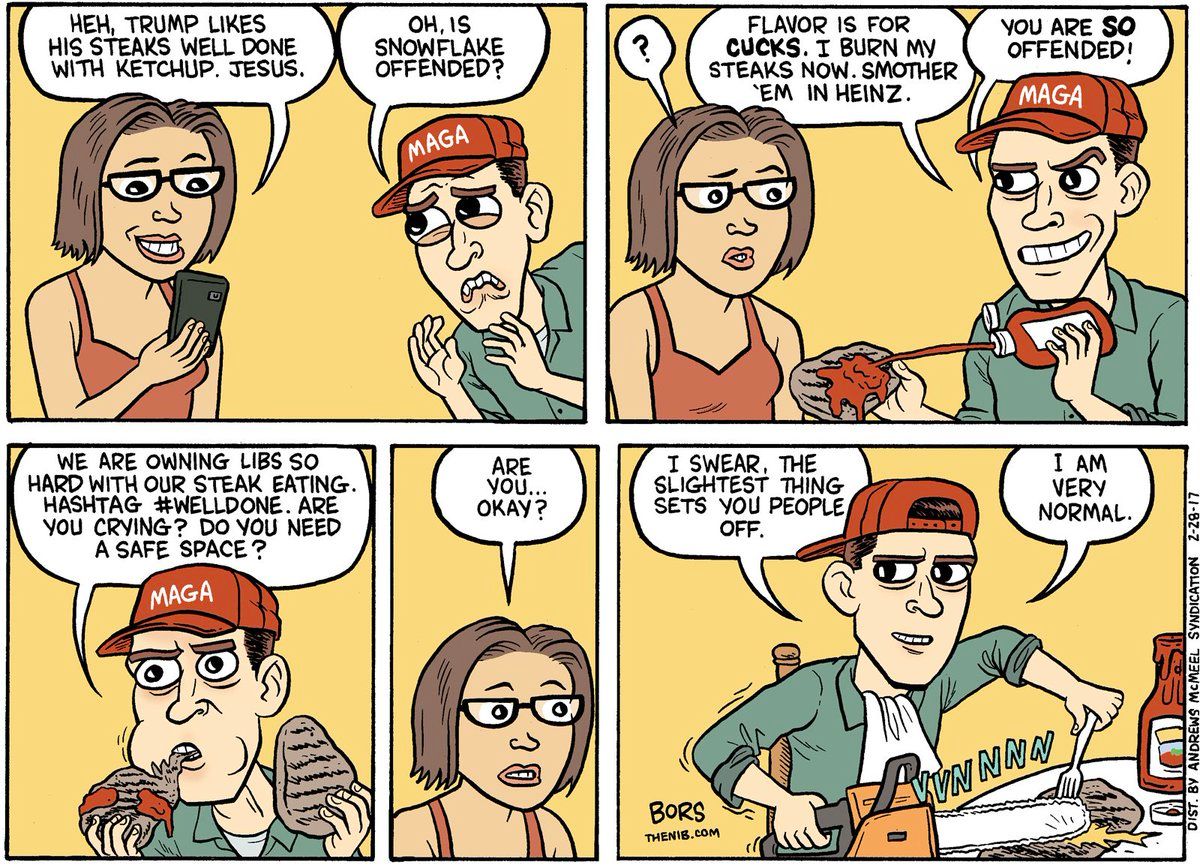 HEH, TRUMP LIKES
HIS STEAKS WELL DONE
WITH KETCHUP. JESUS.
OH, IS
SNOWFLAKE
OFFENDED?
MAGA
?
FLAVOR IS FOR
CUCKS. I BURN MY
STEAKS NOW. SMOTHER
'EM IN HEINZ.
YOU ARE SO
OFFENDED!
MAGA
WE ARE OWNING LIBS SO
HARD WITH OUR STEAK EATING.
HASHTAG #WELLDONE. ARE
YOU CRYING? DO YOU NEED
A SAFE SPACE?
MAGA
ARE
YOU...
OKAY?
I SWEAR, THE
SLIGHTEST THING
SETS YOU PEOPLE
OFF.
I AM
VERY
NORMAL.
VVNNNNN
BORS
THENIB.COM
DIST. BY ANDREWS McMEEL SYNDICATION 2-28-17